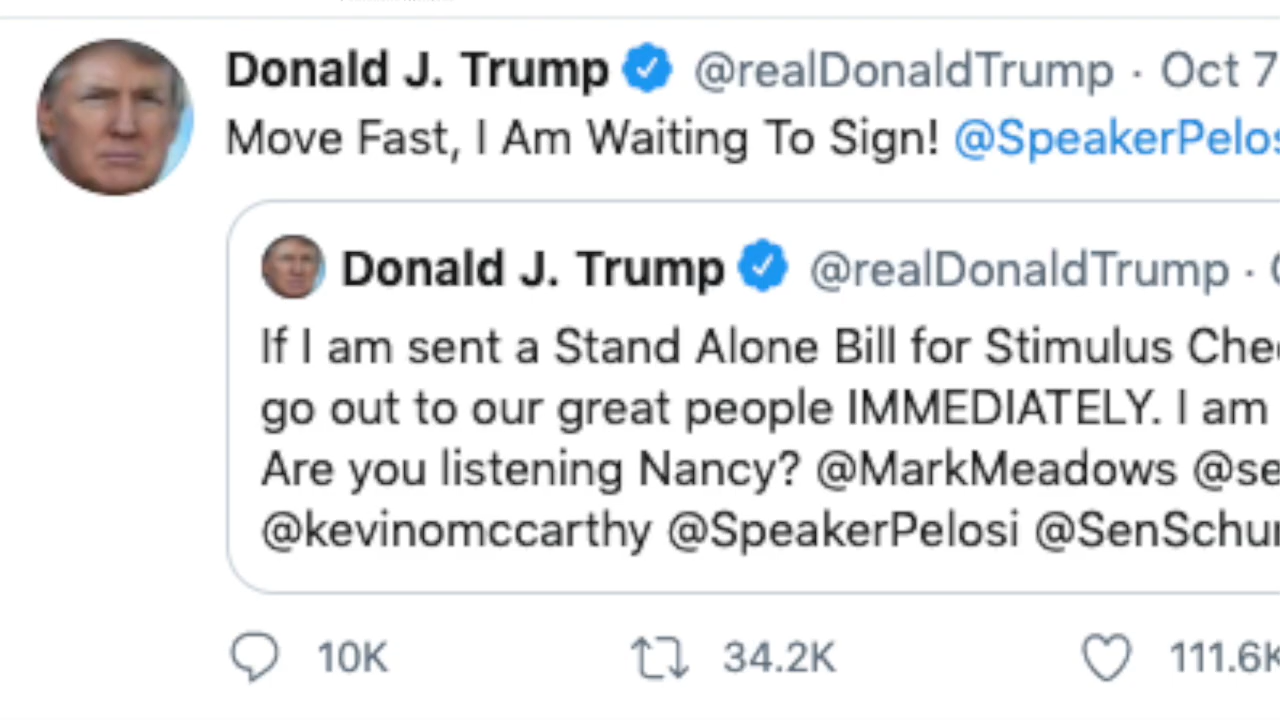 Donald J. Trump @realDonaldTrump · Oct 7
Move Fast, I Am Waiting To Sign! @SpeakerPelos
Donald J. Trump @realDonaldTrump ·
If I am sent a Stand Alone Bill for Stimulus Che
go out to our great people IMMEDIATELY. I am
Are you listening Nancy? @MarkMeadows @se
@kevinomccarthy @SpeakerPelosi @SenSchu
10K 34.2K 111.6K